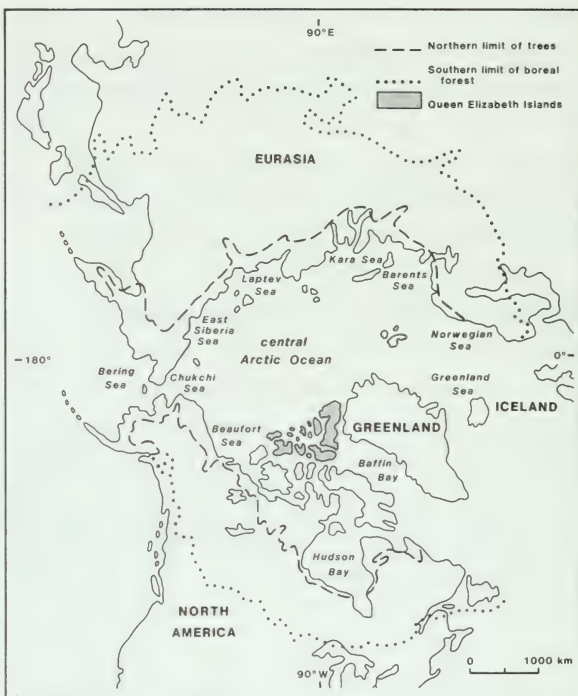 90°E
Northern limit of trees
Southern limit of boreal
forest
Queen Elizabeth Islands
EURASIA
Kara Sea
Laptev
Sea
Barents
Sea
East
Siberia
Sea
Norwegian
Sea
central
Arctic Ocean
180°
0°
Bering
Sea
Chukchi
Sea
Greenland
Sea
ICELAND
GREENLAND
Beaufort
Sea
Baffin
Bay
Hudson
Bay
NORTH
AMERICA
90°W
0 1000 km